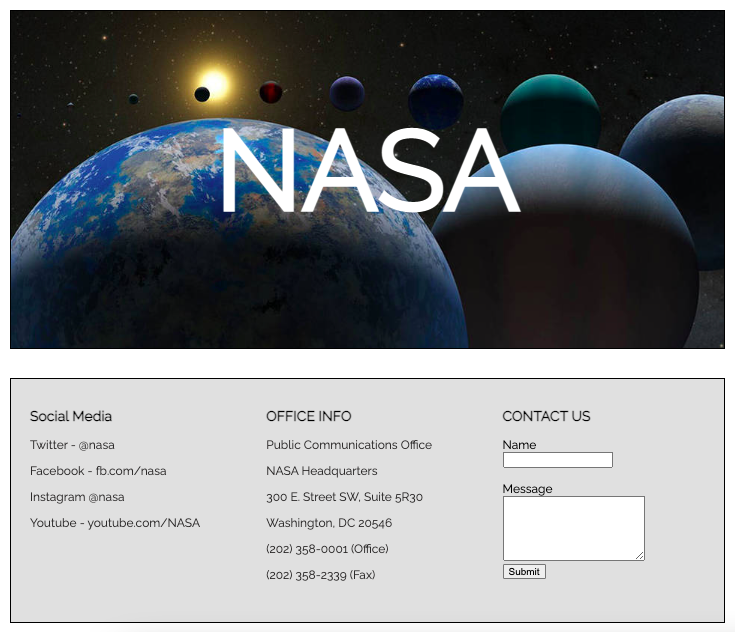 NASA
Social Media
Twitter - @nasa
Facebook - fb.com/nasa
Instagram @nasa
Youtube - youtube.com/NASA
OFFICE INFO
Public Communications Office
NASA Headquarters
300 E. Street SW, Suite 5R30
Washington, DC 20546
(202) 358-0001 (Office)
(202) 358-2339 (Fax)
CONTACT US
Name
Message
Submit